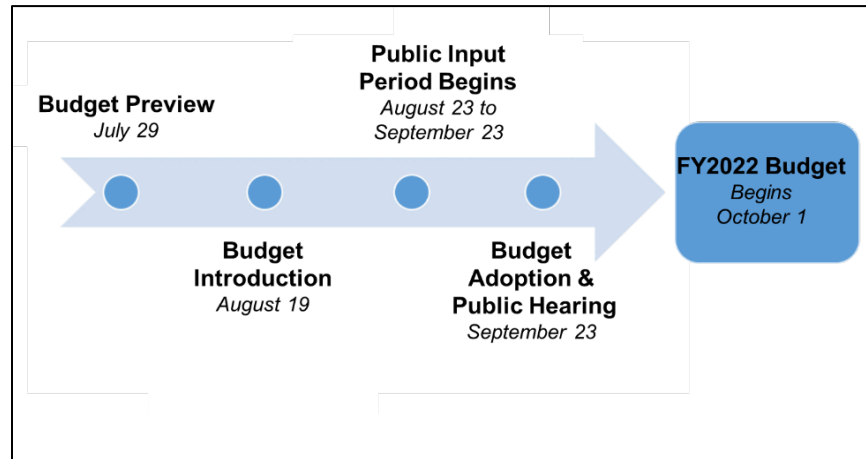 Budget Preview
July 29
Budget
Introduction
August 19
Public Input
Period Begins
August 23 to
September 23
Budget
Adoption &
Public Hearing
September 23
FY2022 Budget
Begins
October 1